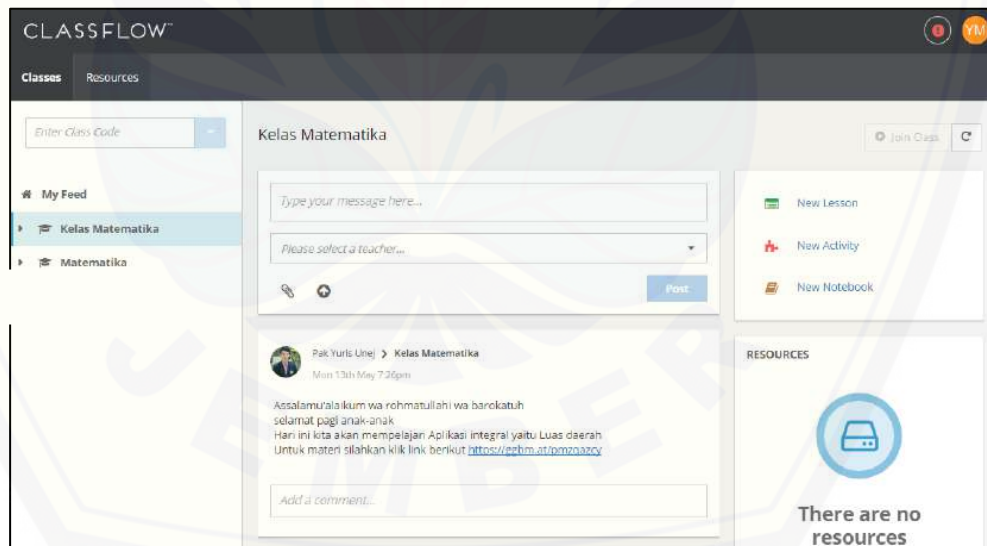 CLASSFLOW™
YM
Classes Resources
Enter Class Code
Kelas Matematika
Join Class
My Feed
Kelas Matematika
Matematika
Type your message here...
Please select a teacher...
Post
New Lesson
New Activity
New Notebook
Pak Yuris Unej > Kelas Matematika
Mon 13th May 7:26pm
Assalamu'alaikum wa rohmatullahi wa barokatuh
selamat pagi anak-anak
Hari ini kita akan mempelajari Aplikasi integral yaitu Luas daerah
Untuk materi silahkan klik link berikut https://ggbm.at/pmzqazcy
Add a comment...
RESOURCES
There are no
resources
JEMBER